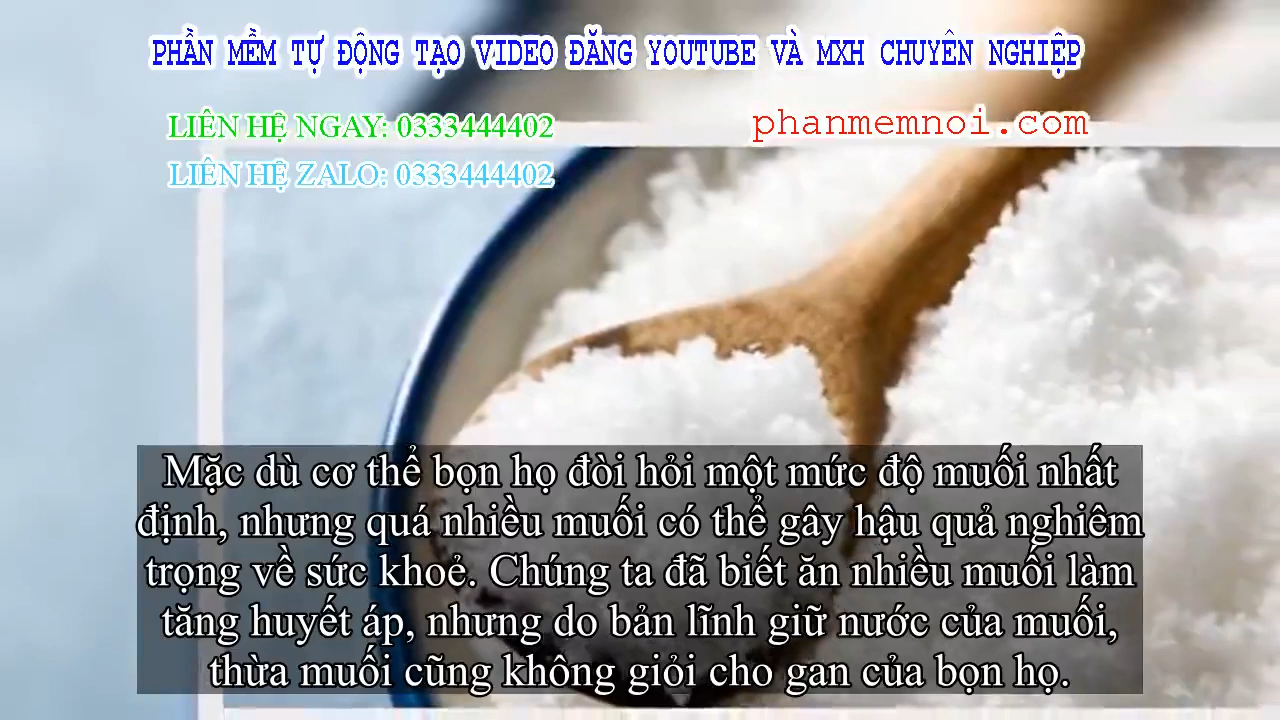 PHẦN MỀM TỰ ĐỘNG TẠO VIDEO ĐĂNG YOUTUBE VÀ MXH CHUYÊN NGHIỆP
LIÊN HỆ NGAY: 0333444402
phanmemnoi.com
LIÊN HỆ ZALO: 0333444402
Mặc dù cơ thể bọn họ đòi hỏi một mức độ muối nhất
định, nhưng quá nhiều muối có thể gây hậu quả nghiêm
trọng về sức khoẻ. Chúng ta đã biết ăn nhiều muối làm
tăng huyết áp, nhưng do bản lĩnh giữ nước của muối,
thừa muối cũng không giỏi cho gan của bọn họ.